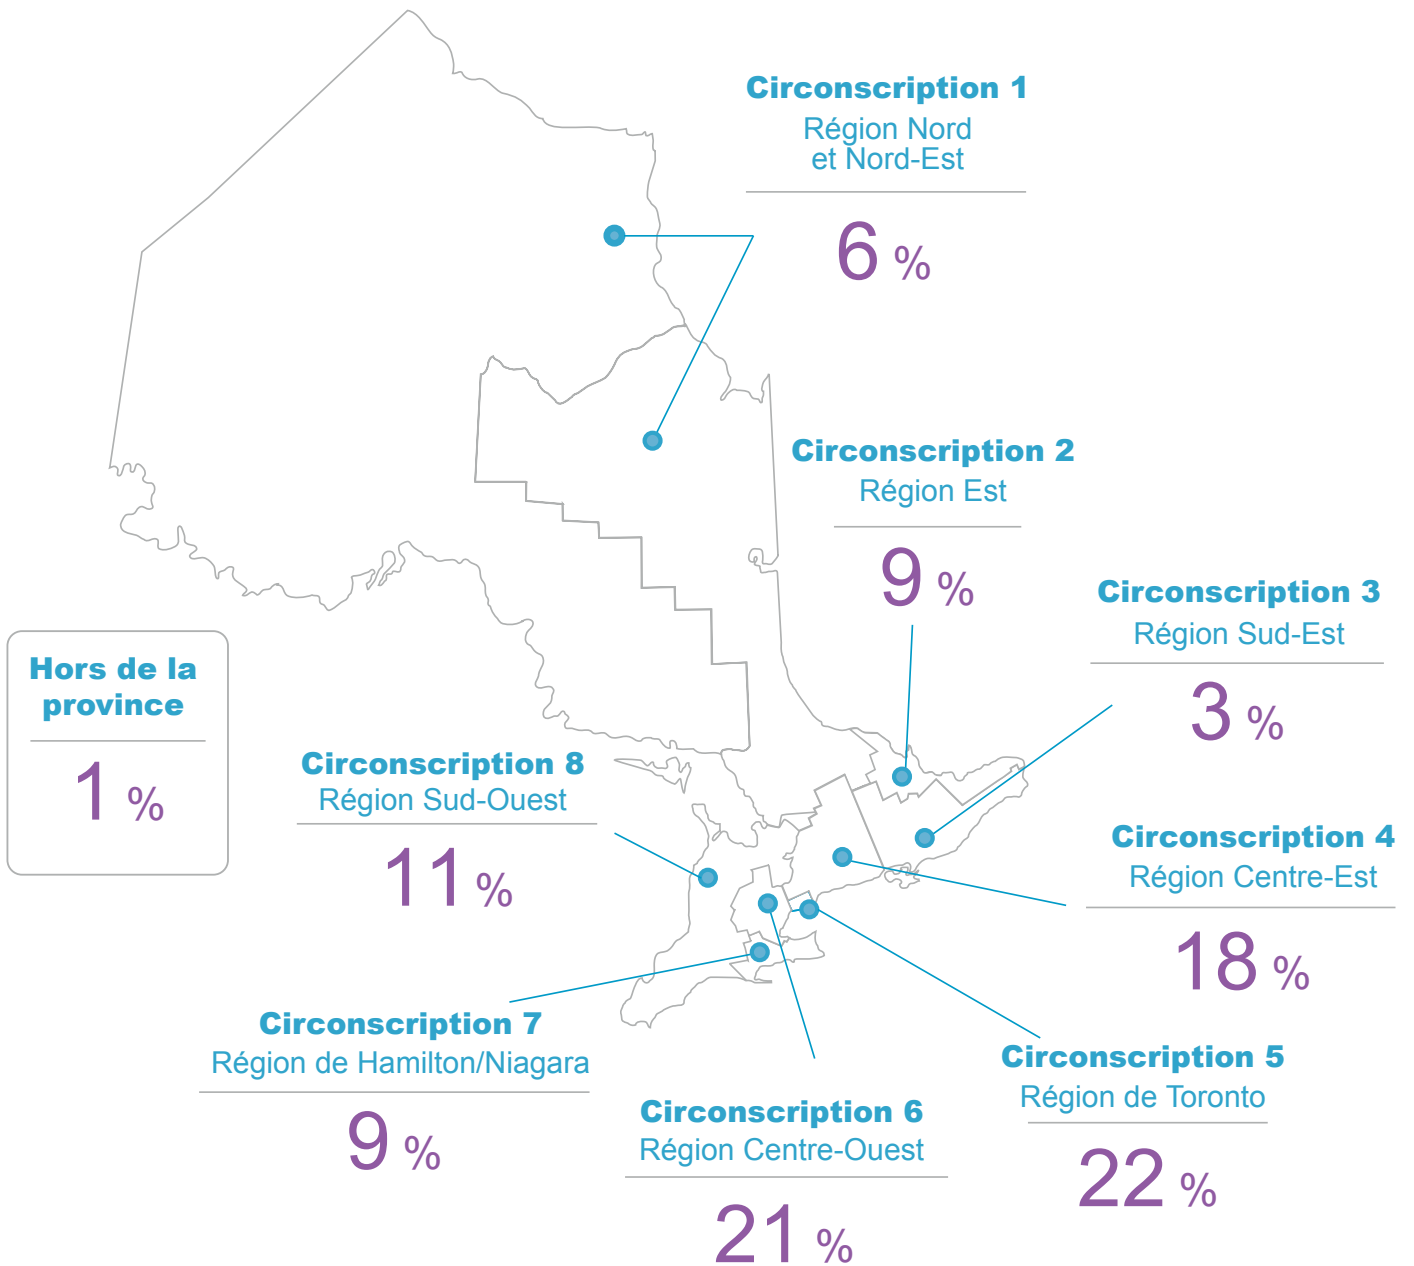 Circonscription 1
Région Nord
et Nord-Est
6 %
Circonscription 2
Région Est
9 %
Circonscription 3
Région Sud-Est
3 %
Hors de la
province
1 %
Circonscription 8
Région Sud-Ouest
11 %
Circonscription 4
Région Centre-Est
18 %
Circonscription 7
Région de Hamilton/Niagara
9 %
Circonscription 6
Région Centre-Ouest
21 %
Circonscription 5
Région de Toronto
22 %